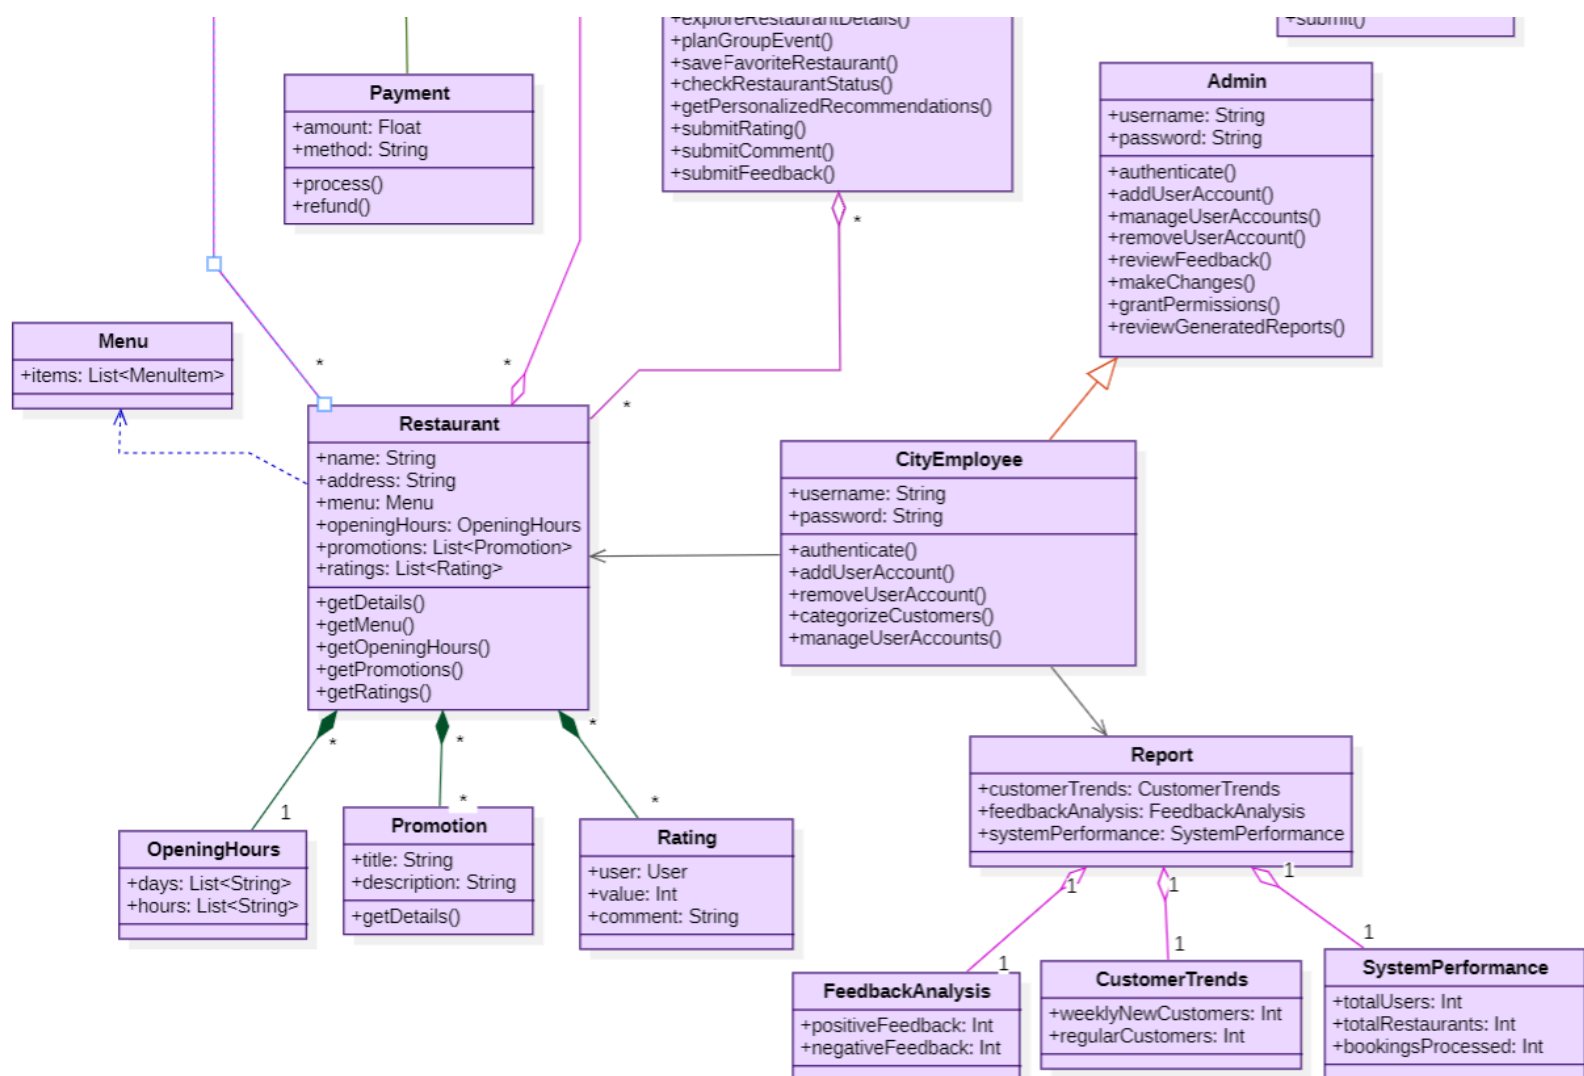 +exploreRestaurantDetails()
+planGroupEvent()
+saveFavoriteRestaurant()
+checkRestaurantStatus()
+getPersonalizedRecommendations()
+submitRating()
+submitComment()
+submitFeedback()
*
+submit()
Payment
+amount: Float
+method: String
+process()
+refund()
Admin
+username: String
+password: String
+authenticate()
+addUserAccount()
+manageUserAccounts()
+removeUserAccount()
+reviewFeedback()
+makeChanges()
+grantPermissions()
+reviewGeneratedReports()
Menu
+items: List<MenuItem>
*
*
*
Restaurant
+name: String
+address: String
+menu: Menu
+openingHours: OpeningHours
+promotions: List<Promotion>
+ratings: List<Rating>
+getDetails()
+getMenu()
+getOpeningHours()
+getPromotions()
+getRatings()
CityEmployee
+username: String
+password: String
+authenticate()
+addUserAccount()
+removeUserAccount()
+categorizeCustomers()
+manageUserAccounts()
*
*
*
1
*
*
OpeningHours
+days: List<String>
+hours: List<String>
Promotion
+title: String
+description: String
+getDetails()
Rating
+user: User
+value: Int
+comment: String
Report
+customerTrends: CustomerTrends
+feedbackAnalysis: FeedbackAnalysis
+systemPerformance: SystemPerformance
1
1
1
1
1
1
FeedbackAnalysis
+positiveFeedback: Int
+negativeFeedback: Int
CustomerTrends
+weeklyNewCustomers: Int
+regularCustomers: Int
SystemPerformance
+totalUsers: Int
+totalRestaurants: Int
+bookingsProcessed: Int